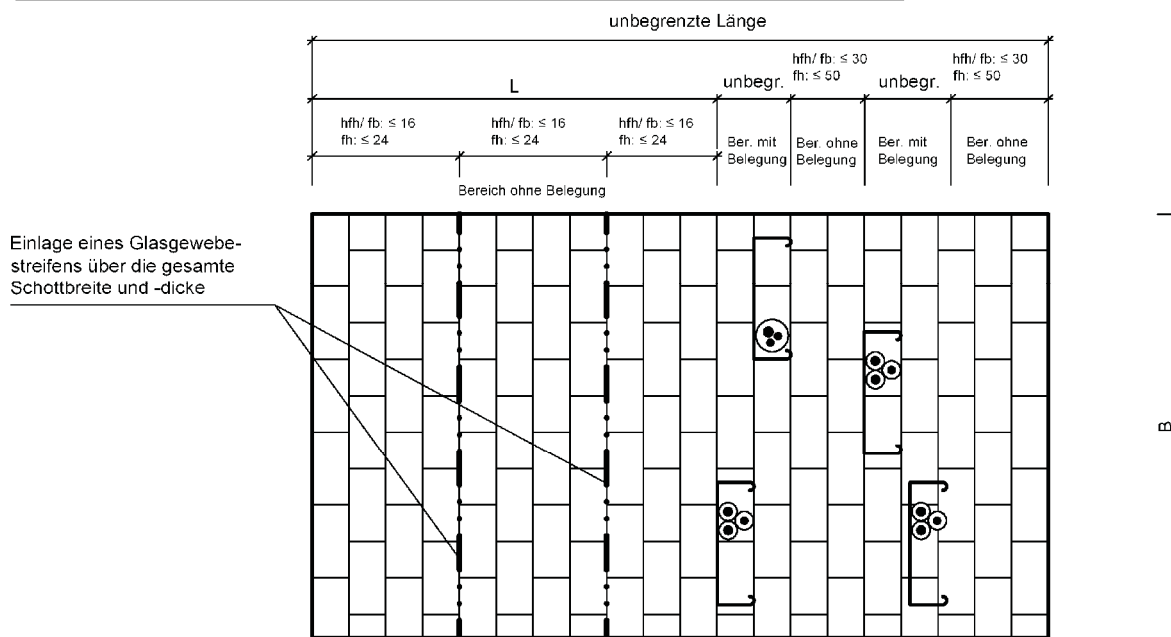 unbegrenzte Länge
hfh/ fb: ≤ 30
fh: ≤ 50
hfh/ fb: ≤ 30
fh: ≤ 50
L
unbegr.
unbegr.
hfh/ fb: ≤ 16
fh: ≤ 24
hfh/ fb: ≤ 16
fh: ≤ 24
hfh/ fb: ≤ 16
fh: ≤ 24
Ber. mit
Belegung
Ber. ohne
Belegung
Ber. mit
Belegung
Ber. ohne
Belegung
Bereich ohne Belegung
Einlage eines Glasgewebe-
streifens über die gesamte
Schottbreite und -dicke
B